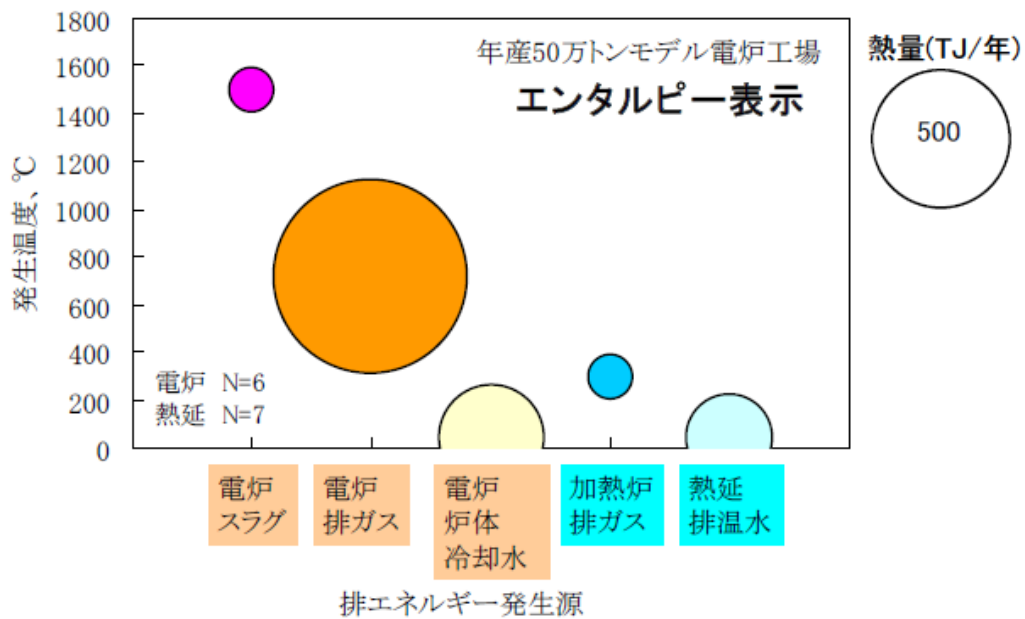 年産50万トンモデル電炉工場
エンタルピー表示
熱量(TJ/年)
500
発生温度、℃
1800
1600
1400
1200
1000
800
600
400
200
0
電炉 N=6
熱延 N=7
電炉
スラグ
電炉
排ガス
電炉
炉体
冷却水
加熱炉
排ガス
熱延
排温水
排エネルギー発生源